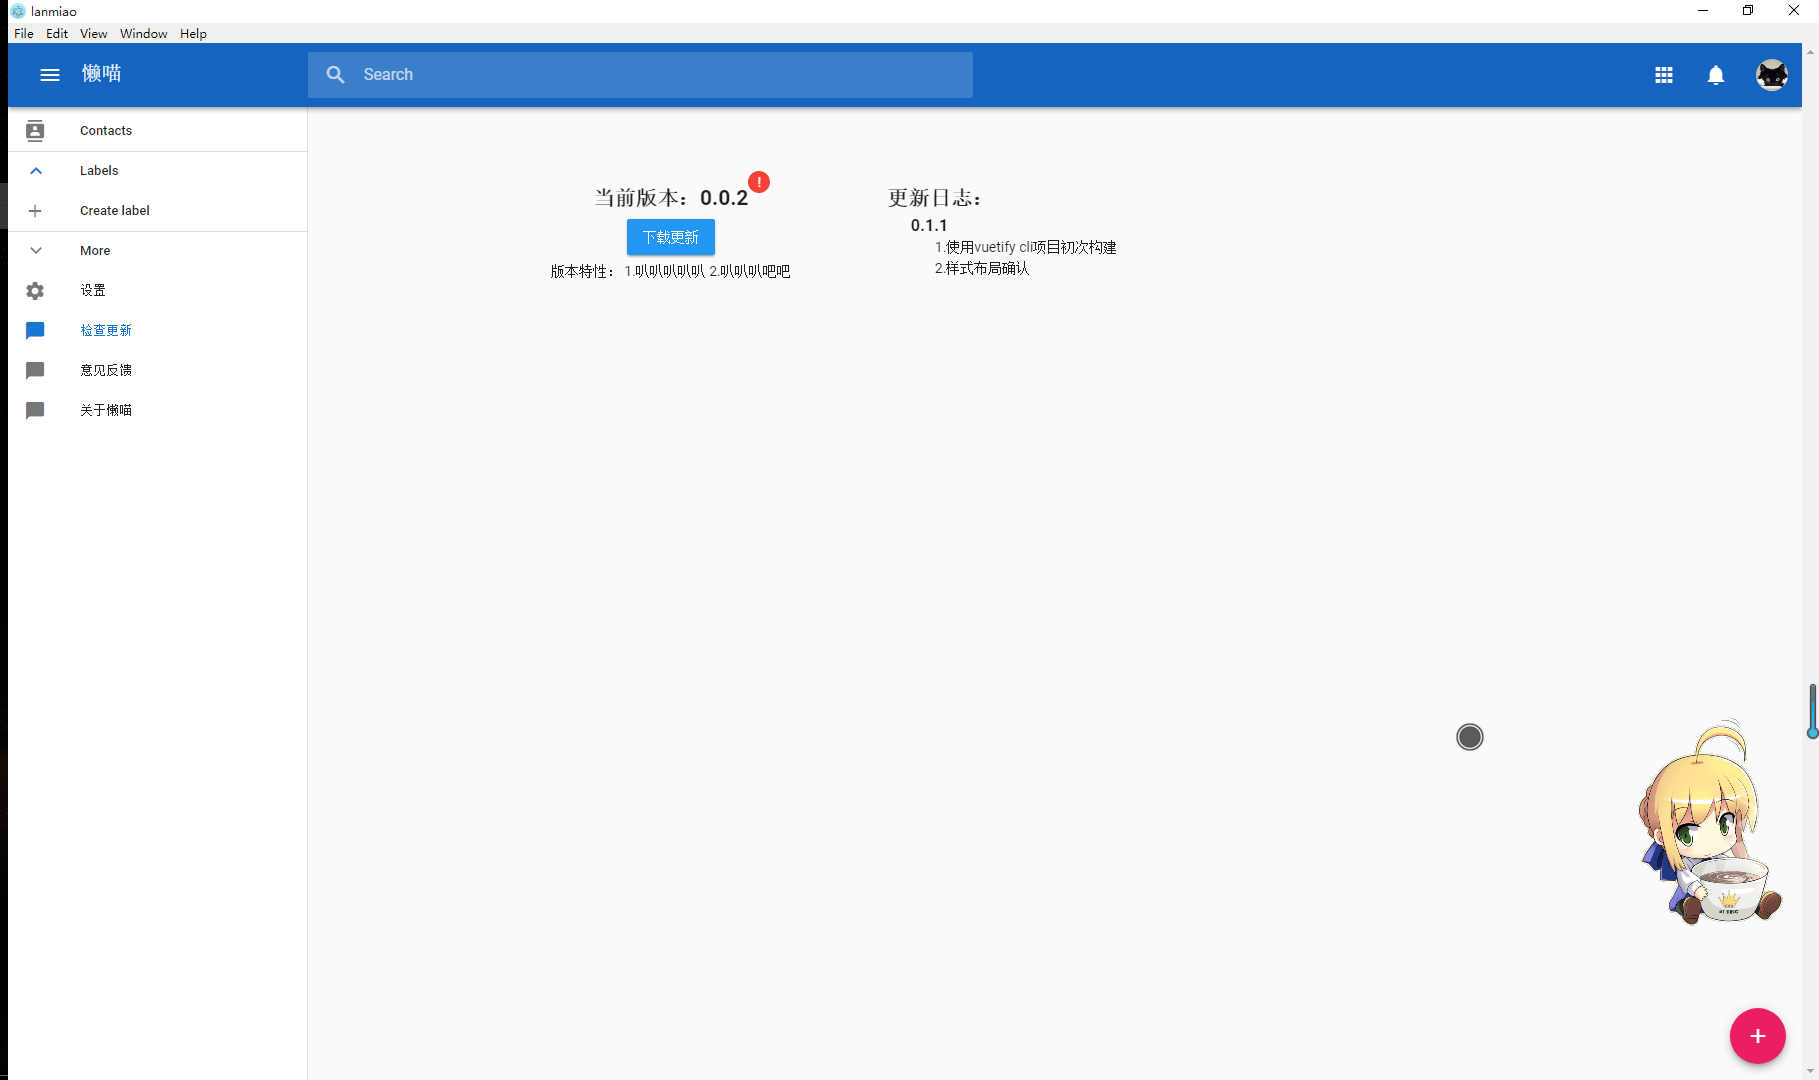 lanmiao
File Edit View Window Help
懒喵
Search
Contacts
Labels
Create label
More
设置
检查更新
意见反馈
关于懒喵
当前版本：0.0.2
!
下载更新
版本特性： 1.叭叭叭叭叭 2.叭叭叭吧吧
更新日志：
0.1.1
1.使用vuetify cli项目初次构建
2.样式布局确认